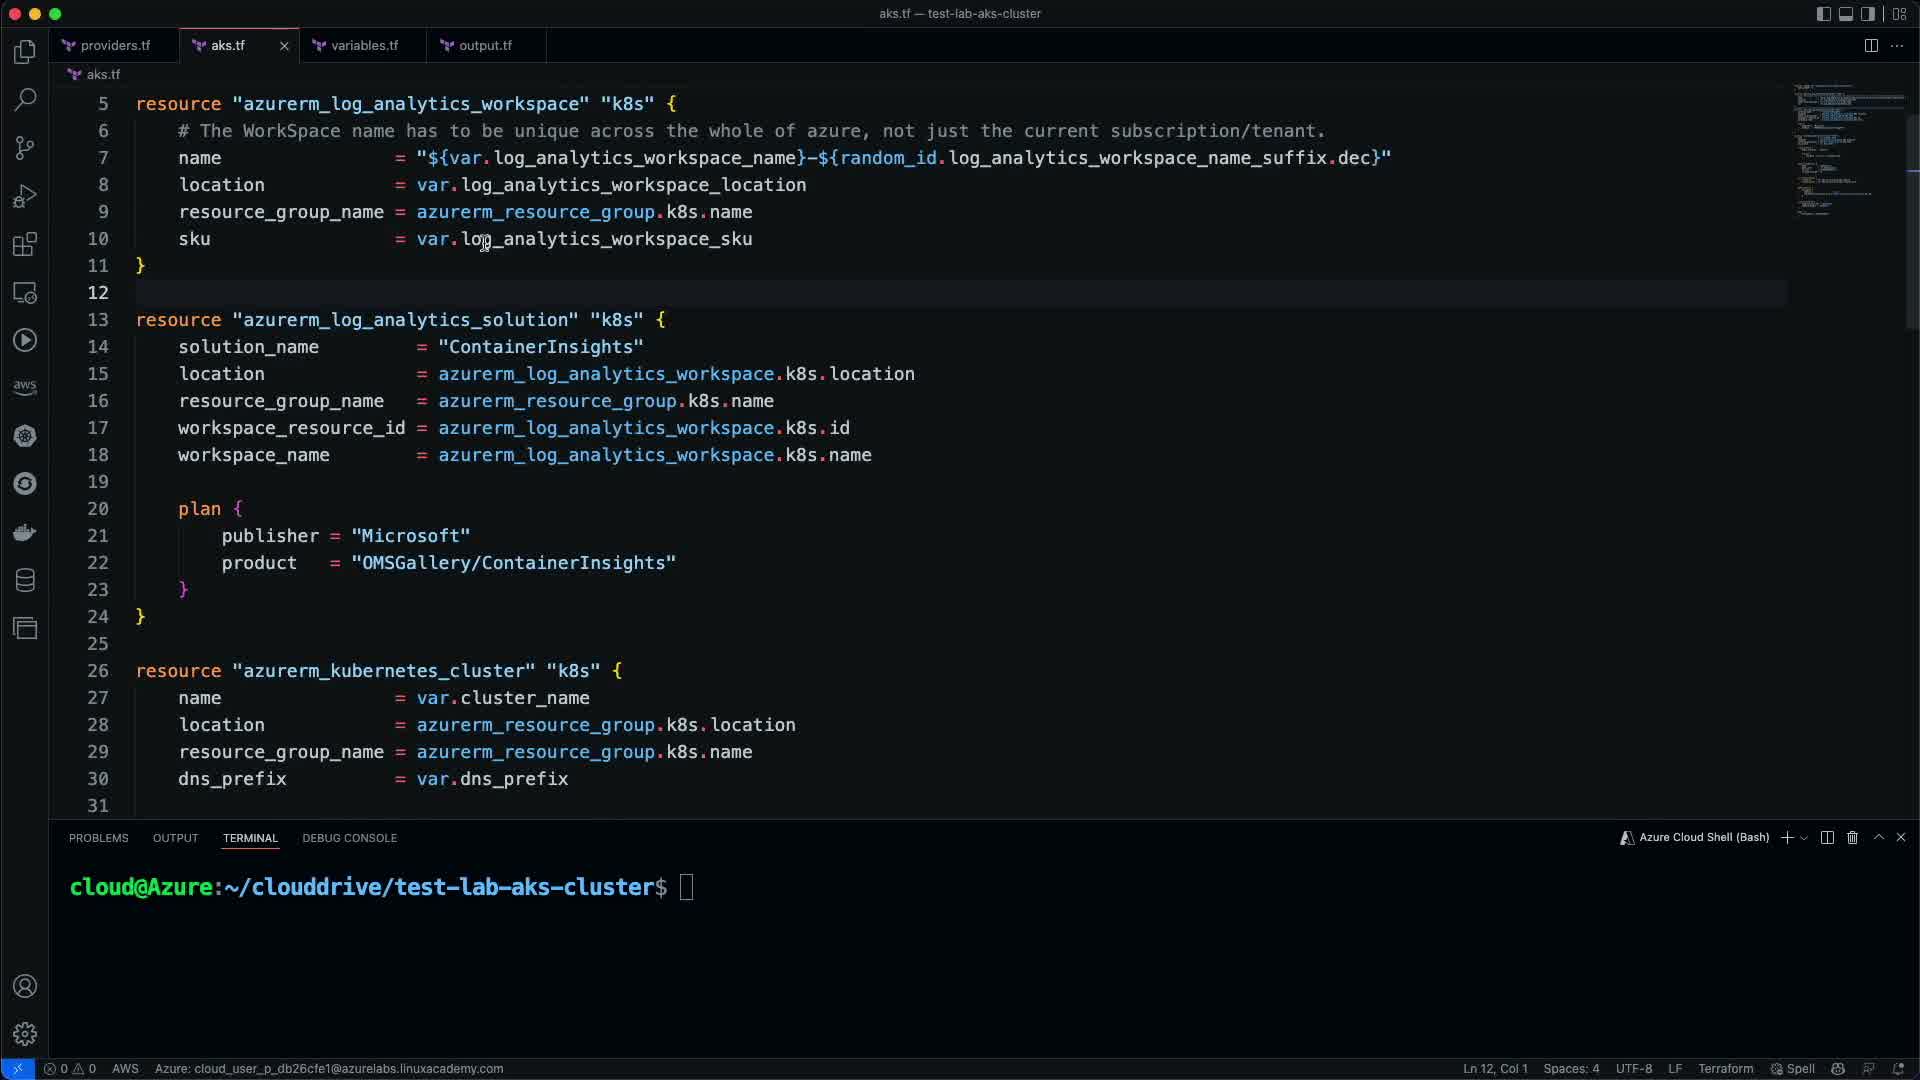 aks.tf — test-lab-aks-cluster
providers.tf
aks.tf
variables.tf
output.tf
aks.tf
5 resource "azurerm_log_analytics_workspace" "k8s" {
6 # The WorkSpace name has to be unique across the whole of azure, not just the current subscription/tenant.
7 name = "${var.log_analytics_workspace_name}-${random_id.log_analytics_workspace_name_suffix.dec}"
8 location = var.log_analytics_workspace_location
9 resource_group_name = azurerm_resource_group.k8s.name
10 sku = var.log_analytics_workspace_sku
11 }
12
13 resource "azurerm_log_analytics_solution" "k8s" {
14 solution_name = "ContainerInsights"
15 location = azurerm_log_analytics_workspace.k8s.location
16 resource_group_name = azurerm_resource_group.k8s.name
17 workspace_resource_id = azurerm_log_analytics_workspace.k8s.id
18 workspace_name = azurerm_log_analytics_workspace.k8s.name
19
20 plan {
21 publisher = "Microsoft"
22 product = "OMSGallery/ContainerInsights"
23 }
24 }
25
26 resource "azurerm_kubernetes_cluster" "k8s" {
27 name = var.cluster_name
28 location = azurerm_resource_group.k8s.location
29 resource_group_name = azurerm_resource_group.k8s.name
30 dns_prefix = var.dns_prefix
31
aws
PROBLEMS OUTPUT TERMINAL DEBUG CONSOLE
Azure Cloud Shell (Bash)
cloud@Azure:~/clouddrive/test-lab-aks-cluster$
0 0 AWS Azure: cloud_user_p_db26cfe1@azurelabs.linuxacademy.com
Ln 12, Col 1 Spaces: 4 UTF-8 LF Terraform Spell